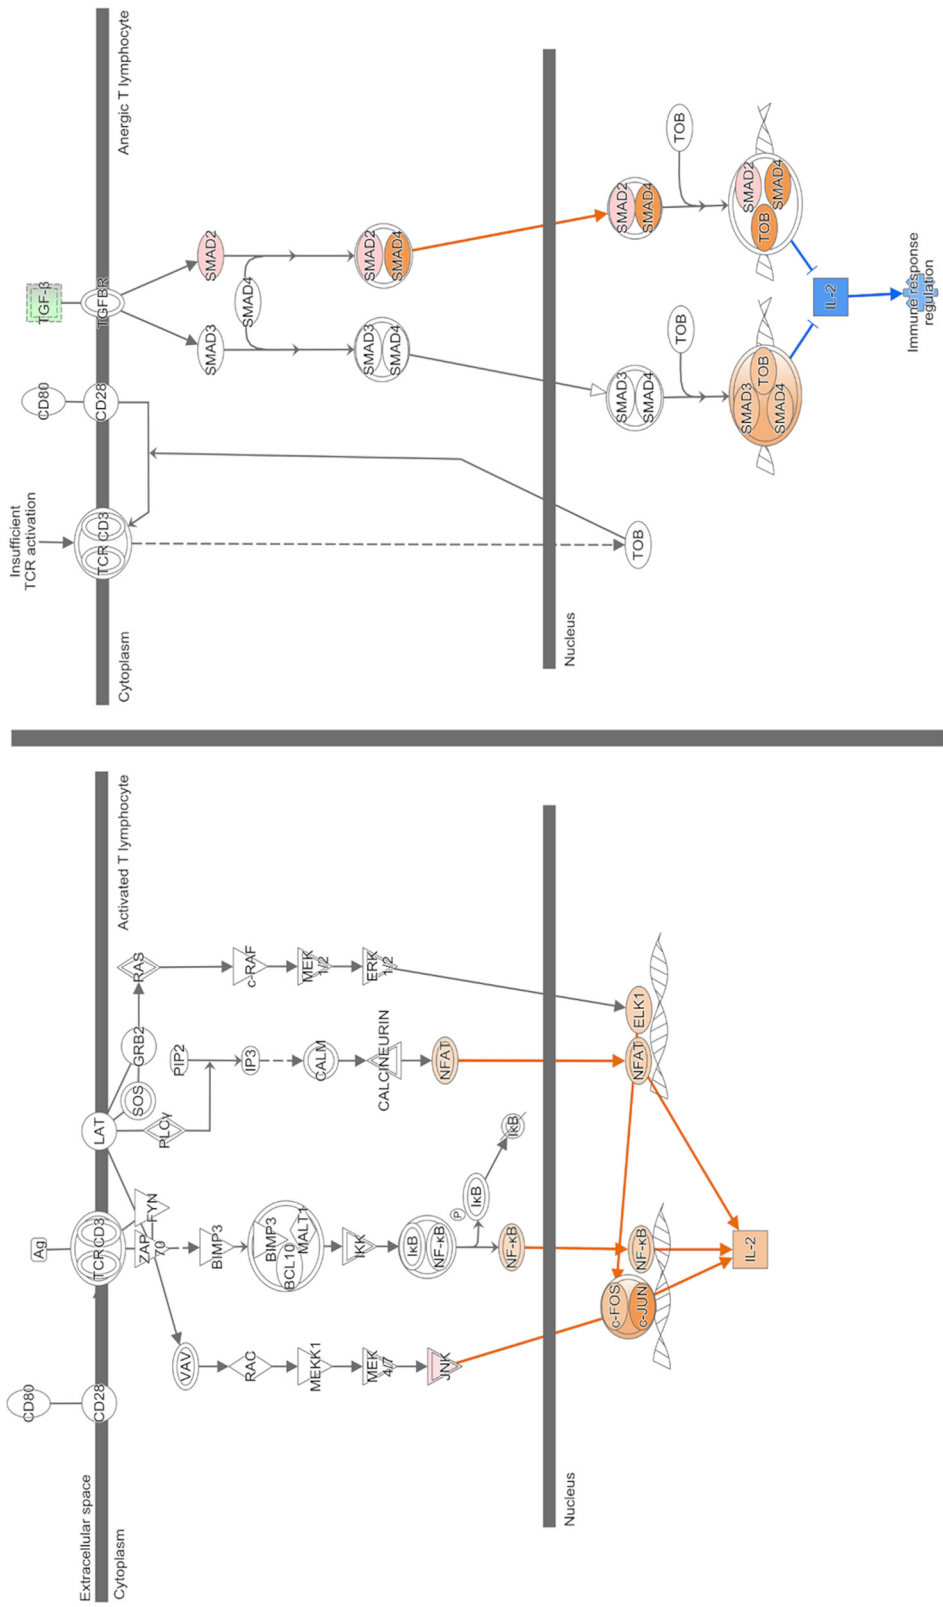 Extracellular space
Cytoplasm
CD80
CD28
Ag
TCR
CD3
LAT
Activated T lymphocyte
ZAP
70
FYN
SOS
GRB2
RAS
PLCγ
PIP2
IP3
VAV
RAC
MEKK1
MEK
4/7
JNK
BIMP3
BIMP3
BCL10
MALT1
IKK
IκB
NF-κB
P
IκB
IκB
NF-κB
CALM
CALCINEURIN
NFAT
c-RAF
MEK
1/2
ERK
1/2
Nucleus
c-FOS
c-JUN
NF-κB
NFAT
ELK1
IL-2
Cytoplasm
Insufficient
TCR activation
TCR
CD3
CD80
CD28
TGF-β
TGFBR
Anergic T lymphocyte
SMAD3
SMAD2
SMAD4
SMAD3
SMAD4
SMAD2
SMAD4
Nucleus
TOB
SMAD3
SMAD4
TOB
SMAD2
SMAD4
TOB
SMAD3
TOB
SMAD4
SMAD2
TOB
SMAD4
IL-2
Immune response
regulation